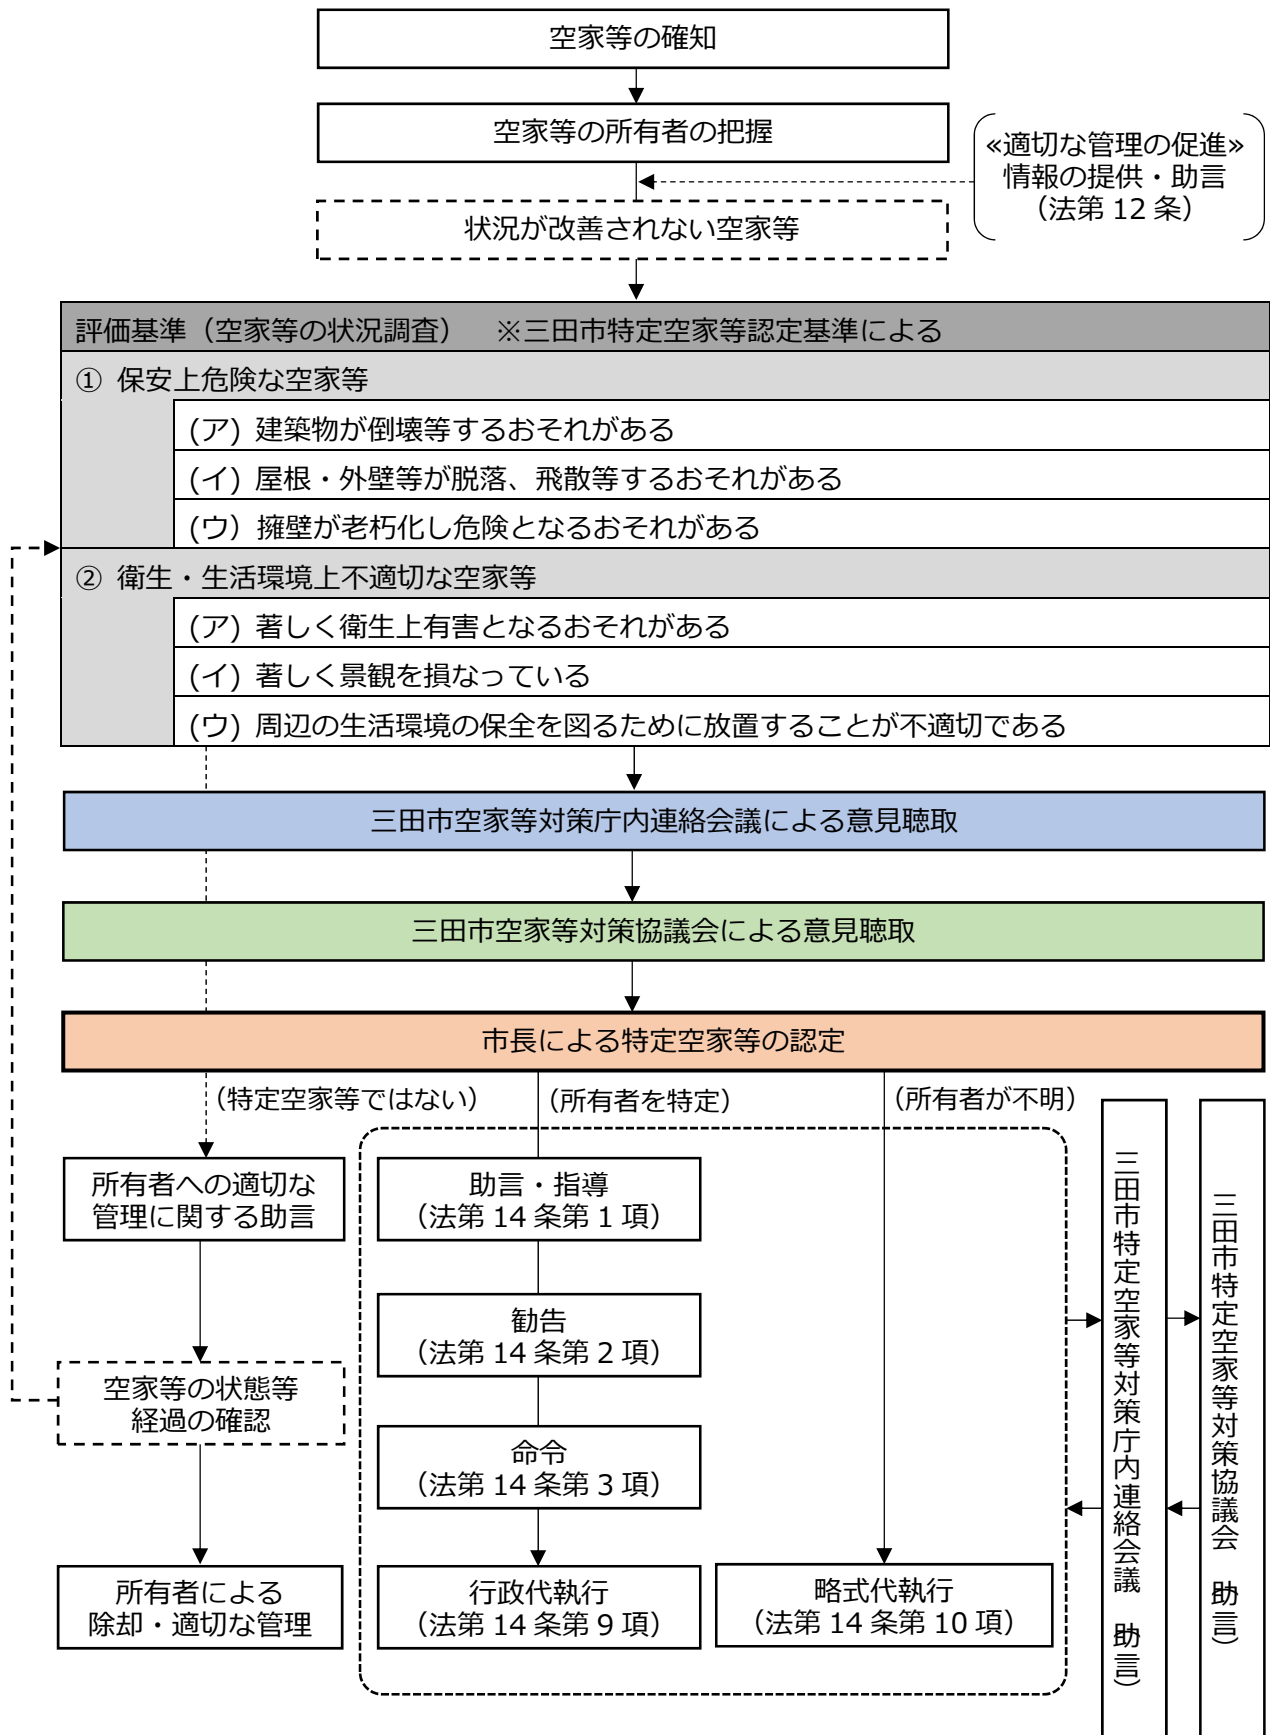 空家等の確知
空家等の所有者の把握
«適切な管理の促進»
情報の提供・助言
（法第 12 条）
状況が改善されない空家等
評価基準（空家等の状況調査）　※三田市特定空家等認定基準による
① 保安上危険な空家等
(ア) 建築物が倒壊等するおそれがある
(イ) 屋根・外壁等が脱落、飛散等するおそれがある
(ウ）擁壁が老朽化し危険となるおそれがある
② 衛生・生活環境上不適切な空家等
(ア) 著しく衛生上有害となるおそれがある
(イ) 著しく景観を損なっている
(ウ) 周辺の生活環境の保全を図るために放置することが不適切である
三田市空家等対策庁内連絡会議による意見聴取
三田市空家等対策協議会による意見聴取
市長による特定空家等の認定
（特定空家等ではない）
（所有者を特定）
（所有者が不明）
所有者への適切な
管理に関する助言
空家等の状態等
経過の確認
所有者による
除却・適切な管理
助言・指導
（法第 14 条第 1 項）
勧告
（法第 14 条第 2 項）
命令
（法第 14 条第 3 項）
行政代執行
（法第 14 条第 9 項）
略式代執行
（法第 14 条第 10 項）
三田市特定空家等対策庁内連絡会議（助言）
三田市特定空家等対策協議会（助言）